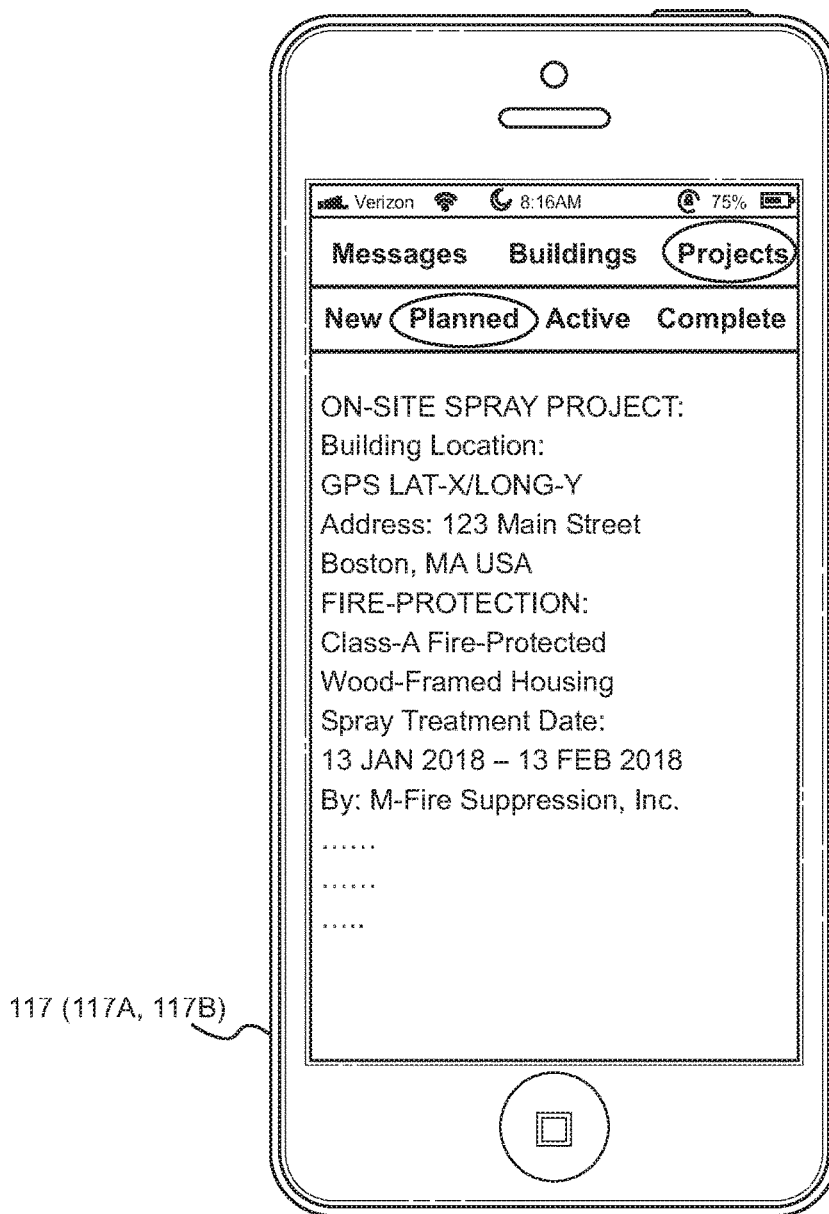 Verizon 8:16AM 75%
Messages Buildings Projects
New Planned Active Complete
ON-SITE SPRAY PROJECT:
Building Location:
GPS LAT-X/LONG-Y
Address: 123 Main Street
Boston, MA USA
FIRE-PROTECTION:
Class-A Fire-Protected
Wood-Framed Housing
Spray Treatment Date:
13 JAN 2018 – 13 FEB 2018
By: M-Fire Suppression, Inc.
......
......
.....
117 (117A, 117B)